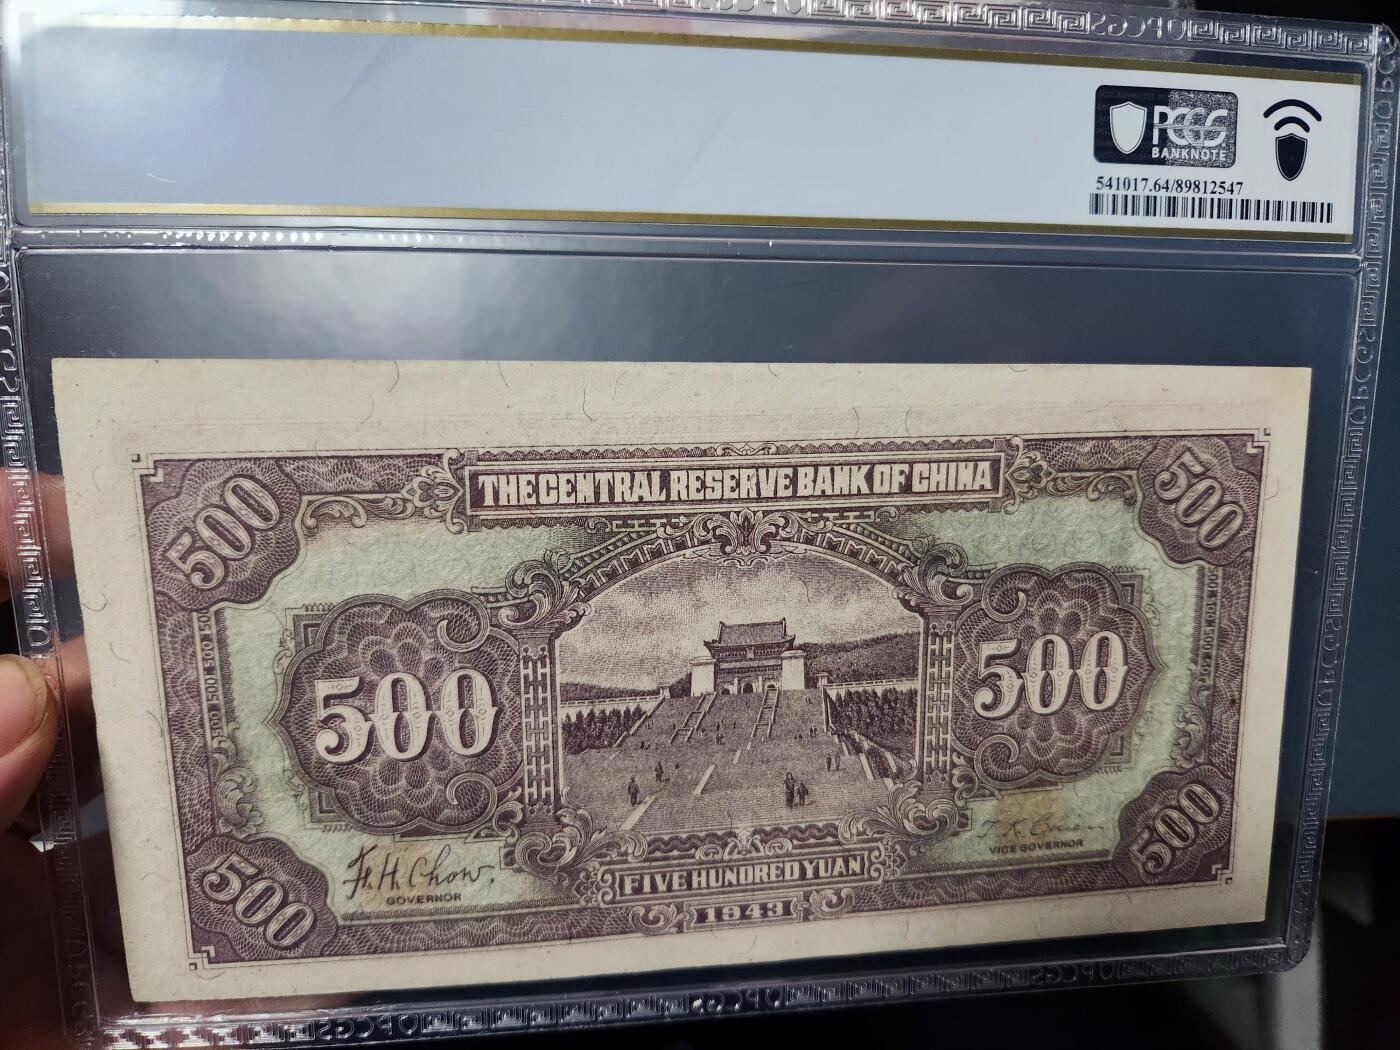 PCGS
BANKNOTE
541017.64/89812547
THE CENTRAL RESERVE BANK OF CHINA
500
500
500
500
F. H. Chow.
GOVERNOR
VICE GOVERNOR
500
500
FIVE HUNDRED YUAN
1943